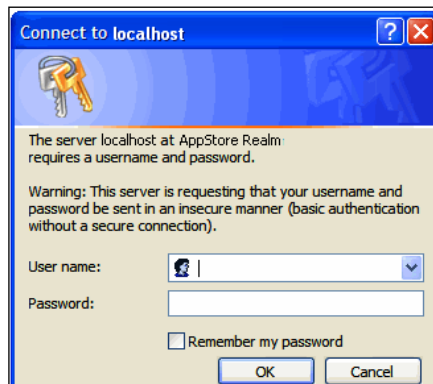 Connect to localhost
The server localhost at AppStore Realm
requires a username and password.
Warning: This server is requesting that your username and
password be sent in an insecure manner (basic authentication
without a secure connection).
User name:
Password:
Remember my password
OK Cancel